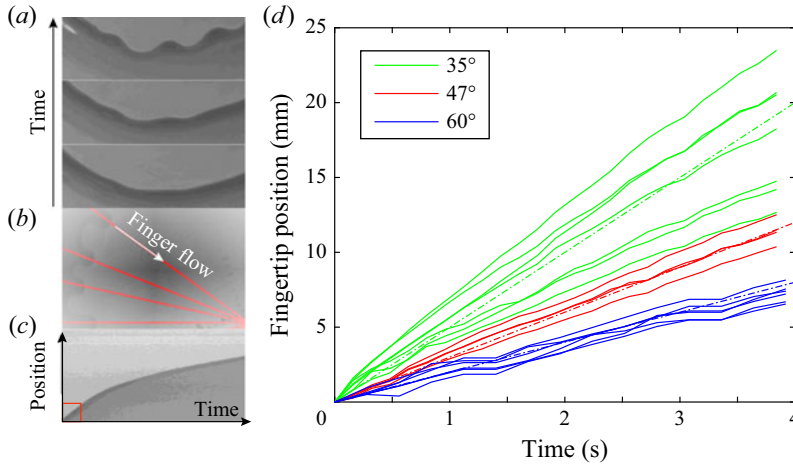 (a)
Time
(b)
Finger flow
(c)
Position
Time
(d)
25
20
15
10
5
0
1
2
3
4
Fingertip position (mm)
Time (s)
35°
47°
60°